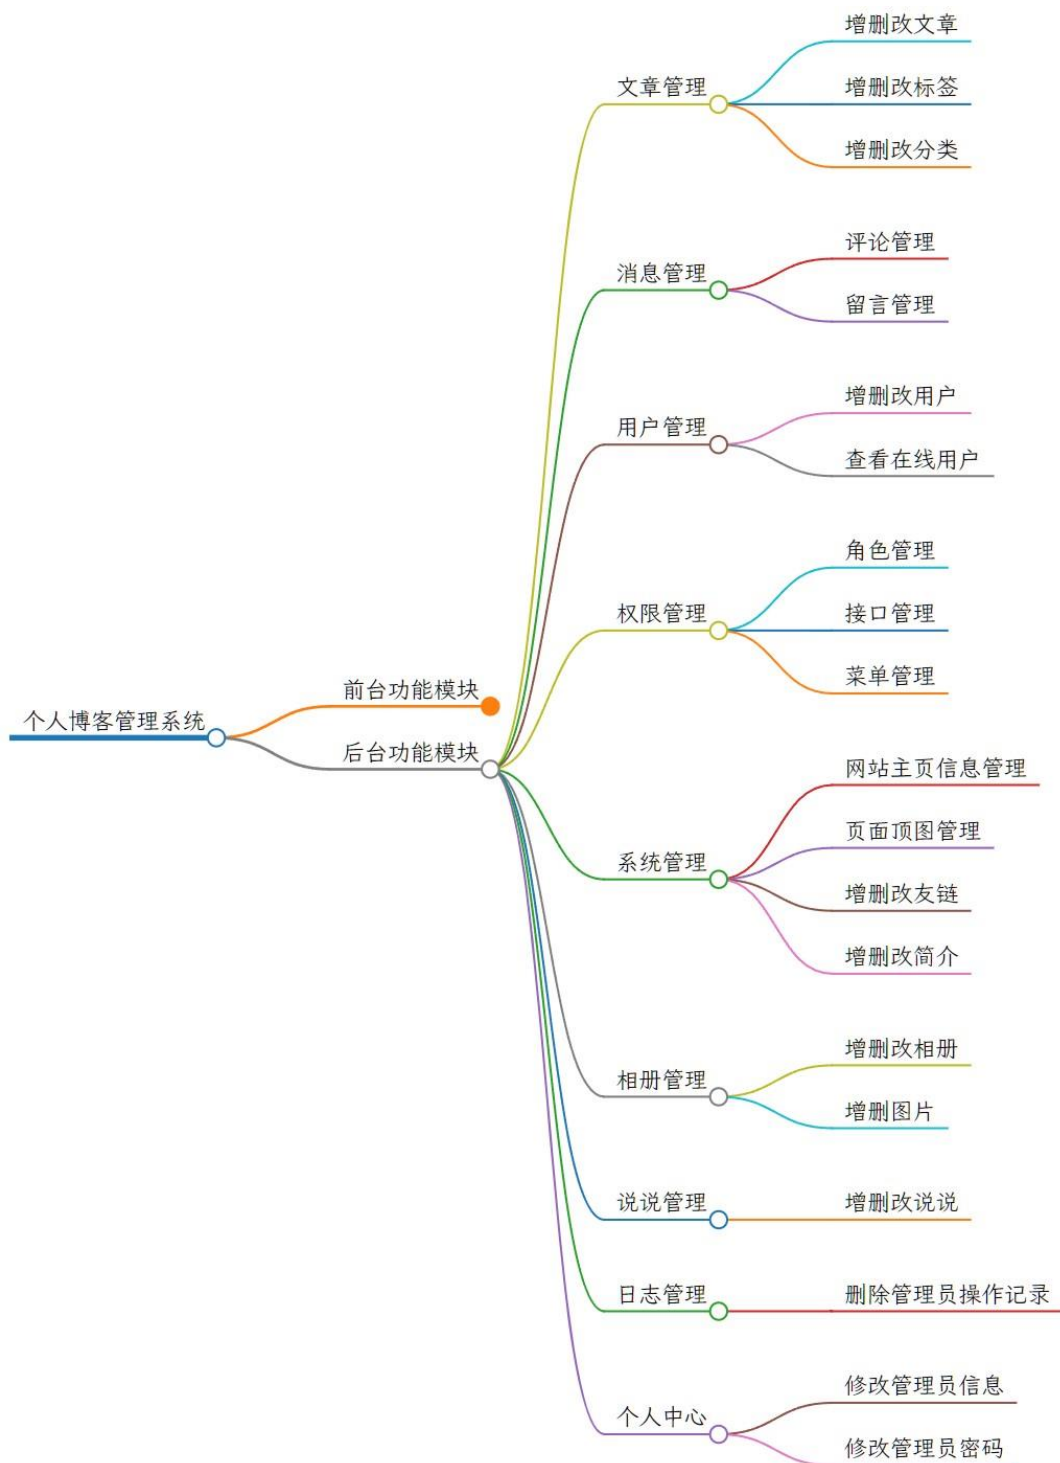 个人博客管理系统
前台功能模块
后台功能模块
文章管理
增删改文章
增删改标签
增删改分类
消息管理
评论管理
留言管理
用户管理
增删改用户
查看在线用户
权限管理
角色管理
接口管理
菜单管理
系统管理
网站主页信息管理
页面顶图管理
增删改友链
增删改简介
相册管理
增删改相册
增删图片
说说管理
增删改说说
日志管理
删除管理员操作记录
个人中心
修改管理员信息
修改管理员密码